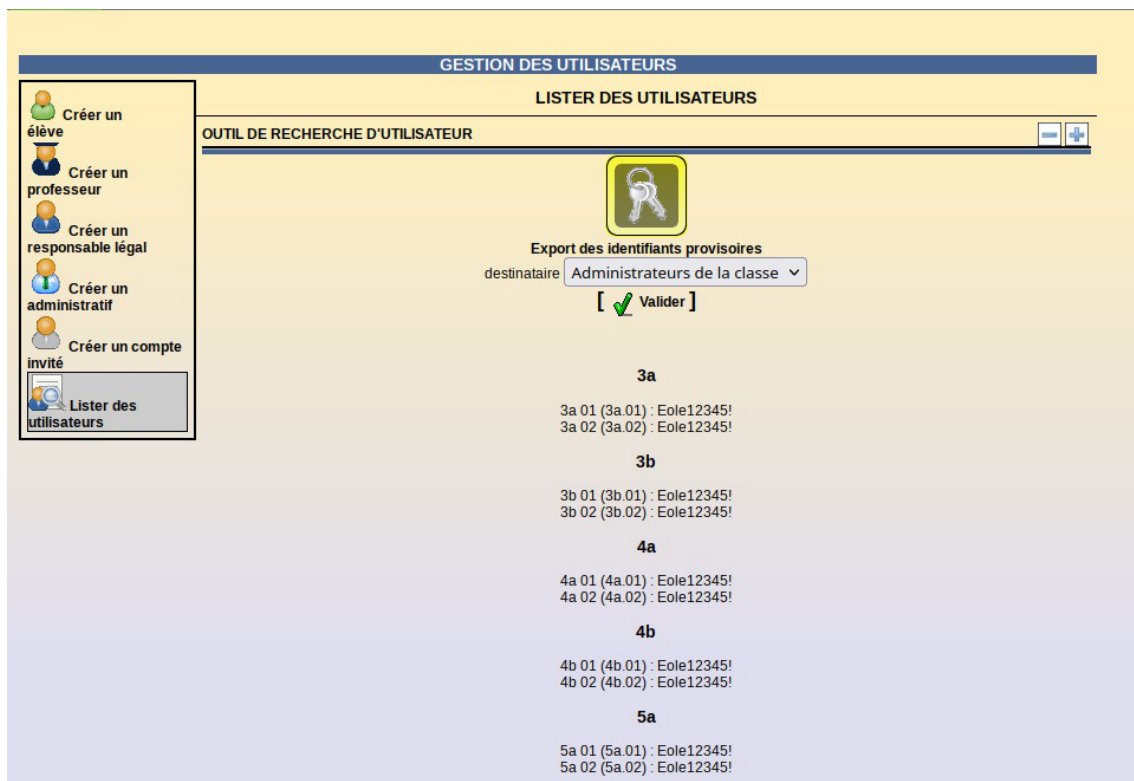 GESTION DES UTILISATEURS
Créer un
élève
Créer un
professeur
Créer un
responsable légal
Créer un
administratif
Créer un compte
invité
Lister des
utilisateurs
LISTER DES UTILISATEURS
OUTIL DE RECHERCHE D'UTILISATEUR
Export des identifiants provisoires
destinataire Administrateurs de la classe
[ Valider ]
3a
3a 01 (3a.01) : Eole12345!
3a 02 (3a.02) : Eole12345!
3b
3b 01 (3b.01) : Eole12345!
3b 02 (3b.02) : Eole12345!
4a
4a 01 (4a.01) : Eole12345!
4a 02 (4a.02) : Eole12345!
4b
4b 01 (4b.01) : Eole12345!
4b 02 (4b.02) : Eole12345!
5a
5a 01 (5a.01) : Eole12345!
5a 02 (5a.02) : Eole12345!